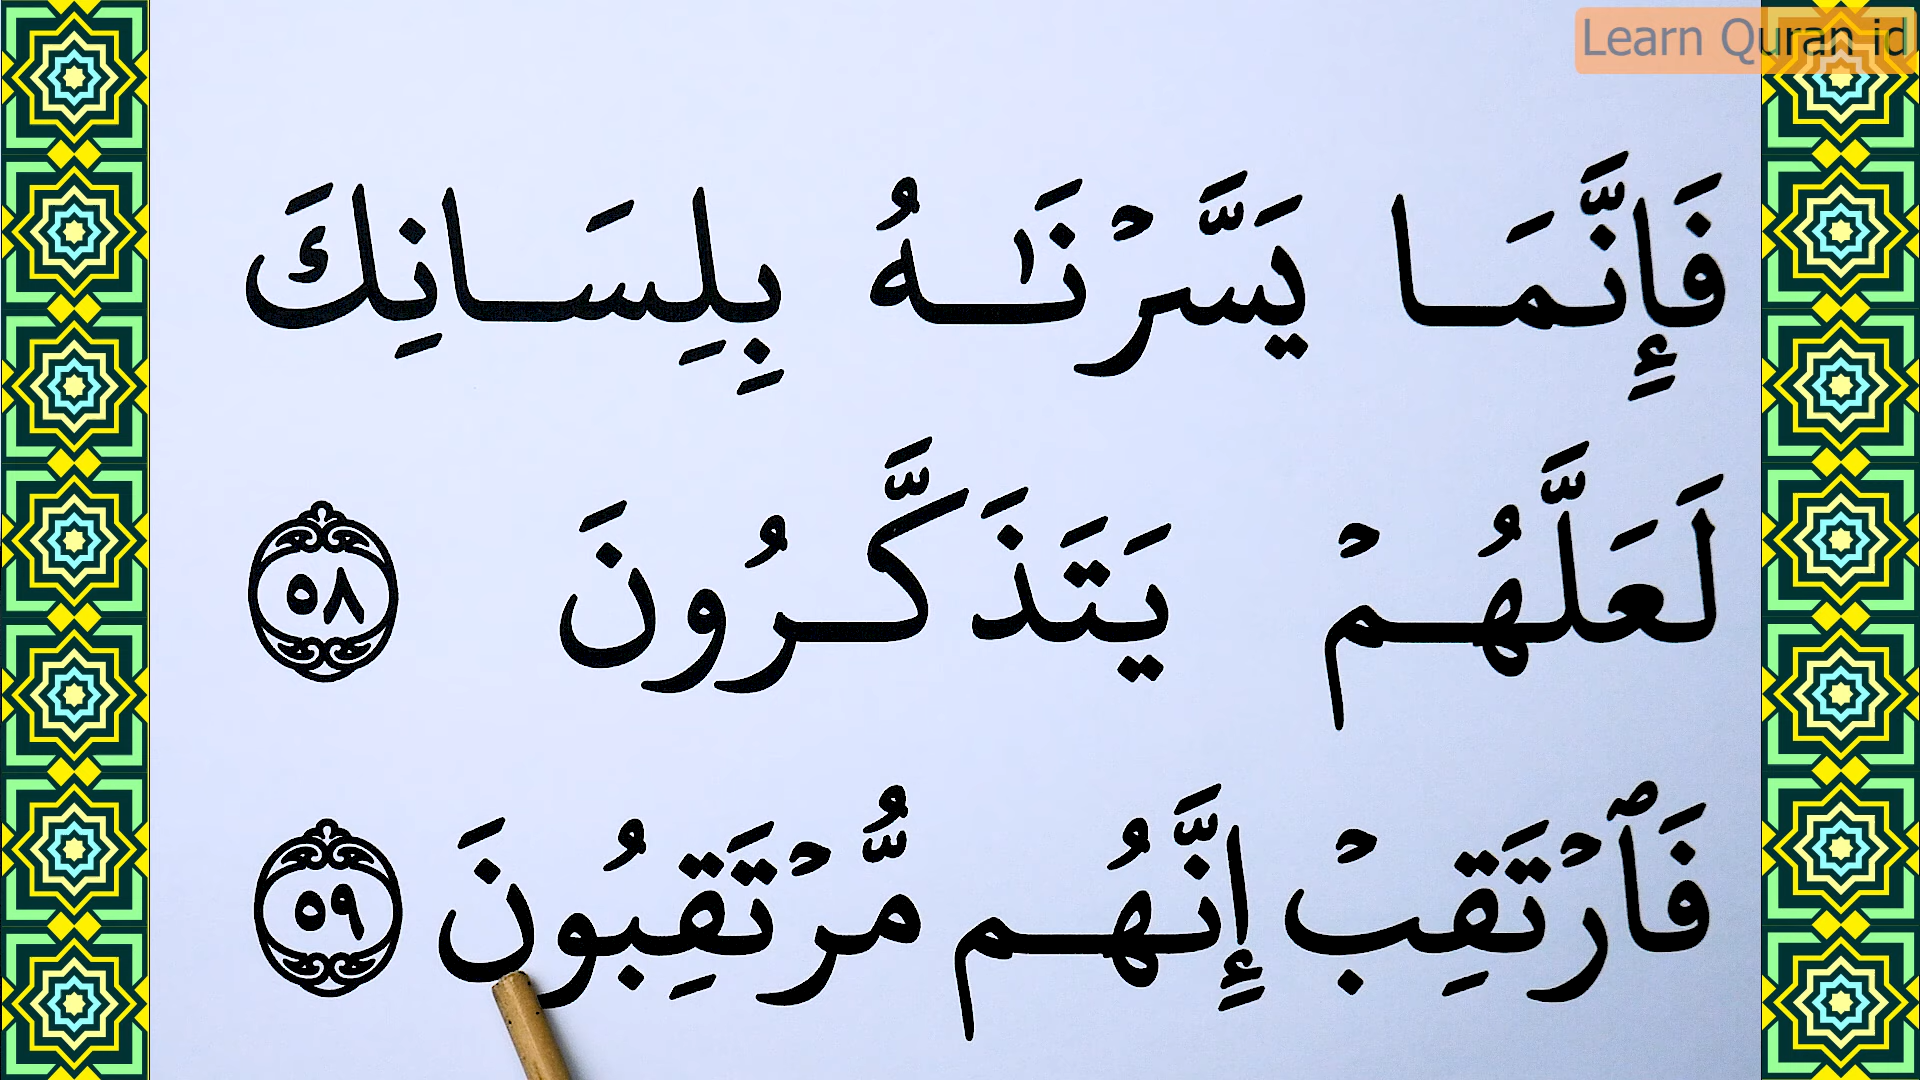 Learn Quran id
فَإِنَّمَا يَسَّرۡنَٰهُ بِلِسَانِكَ
لَعَلَّهُمۡ يَتَذَكَّرُونَ ٥٨
فَٱرۡتَقِبۡ إِنَّهُم مُّرۡتَقِبُونَ ٥٩